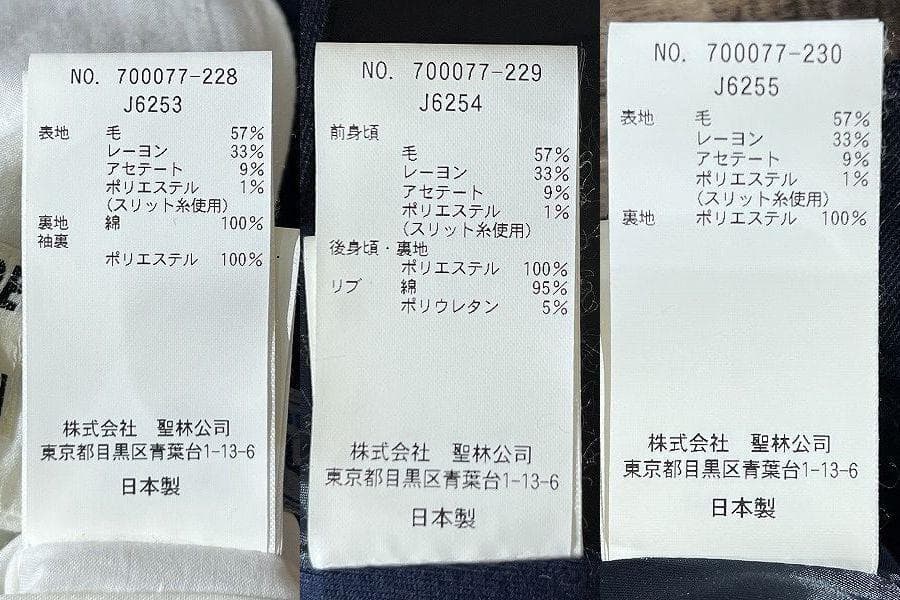 NO. 700077-228
J6253
表地 毛 57%
レーヨン 33%
アセテート 9%
ポリエステル 1%
(スリット糸使用)
裏地 綿 100%
袖裏
ポリエステル 100%
株式会社 聖林公司
東京都目黒区青葉台1-13-6
日本製
NO. 700077-229
J6254
前身頃
毛 57%
レーヨン 33%
アセテート 9%
ポリエステル 1%
(スリット糸使用)
後身頃・裏地
ポリエステル 100%
リブ 綿 95%
ポリウレタン 5%
株式会社 聖林公司
東京都目黒区青葉台1-13-6
日本製
NO. 700077-230
J6255
表地 毛 57%
レーヨン 33%
アセテート 9%
ポリエステル 1%
(スリット糸使用)
裏地 ポリエステル 100%
株式会社 聖林公司
東京都目黒区青葉台1-13-6
日本製